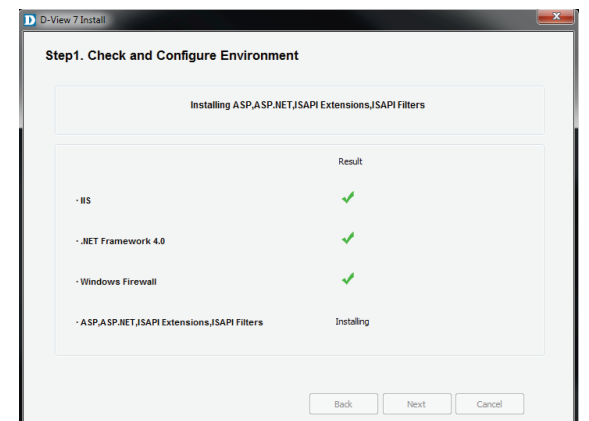 D D-View 7 Install
Step1. Check and Configure Environment
Installing ASP,ASP.NET,ISAPI Extensions,ISAPI Filters
Result
· IIS
· .NET Framework 4.0
· Windows Firewall
· ASP,ASP.NET,ISAPI Extensions,ISAPI Filters Installing
Back Next Cancel